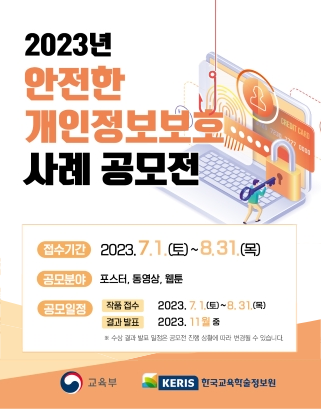 2023년
안전한
개인정보보호
사례 공모전
CREDIT CARD
접수기간 2023. 7.1.(토) ~ 8.31.(목)
공모분야 포스터, 동영상, 웹툰
공모일정 작품 접수 2023. 7. 1.(토) ~ 8. 31.(목)
결과 발표 2023. 11월 중
※ 수상 결과 발표 일정은 공모전 진행 상황에 따라 변경될 수 있습니다.
교육부 KERIS 한국교육학술정보원